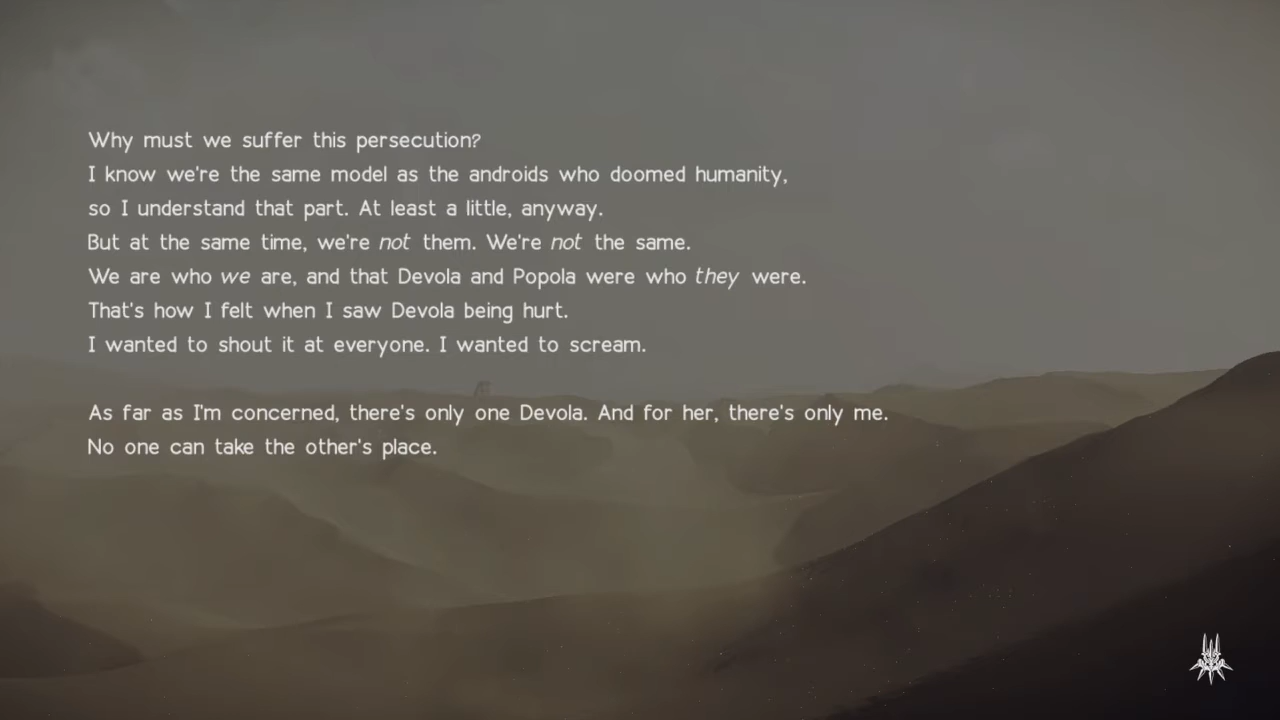 Why must we suffer this persecution?
I know we're the same model as the androids who doomed humanity,
so I understand that part. At least a little, anyway.
But at the same time, we're not them. We're not the same.
We are who we are, and that Devola and Popola were who they were.
That's how I felt when I saw Devola being hurt.
I wanted to shout it at everyone. I wanted to scream.
As far as I'm concerned, there's only one Devola. And for her, there's only me.
No one can take the other's place.